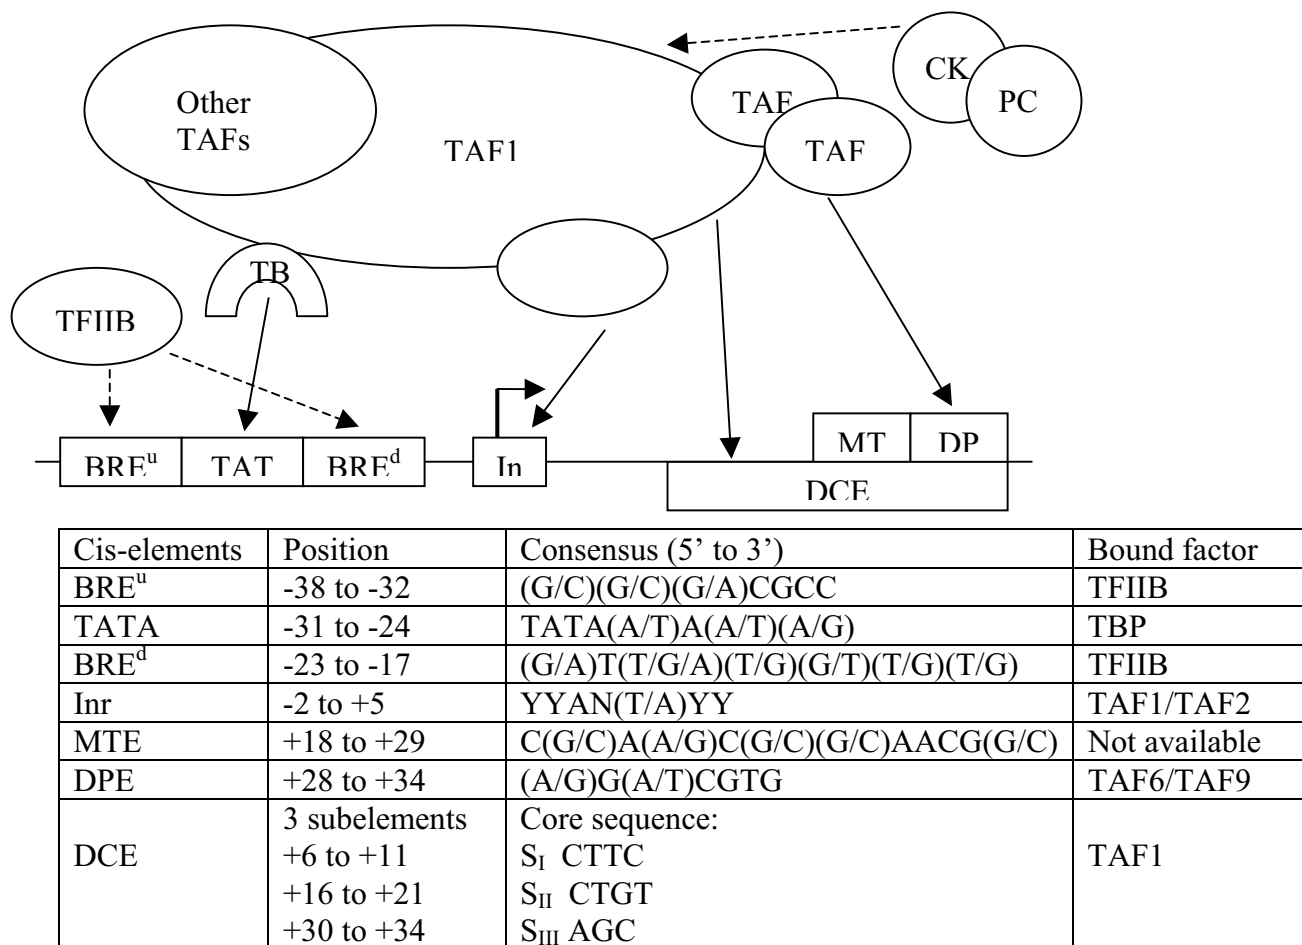 Other
TAFs
TAF1
TAF
TAF
CK
PC
TB
TFIIB
BREᵘ
TAT
BREᵈ
In
MT
DP
DCE
Cis-elements Position Consensus (5’ to 3’) Bound factor
BREᵘ -38 to -32 (G/C)(G/C)(G/A)CGCC TFIIB
TATA -31 to -24 TATA(A/T)A(A/T)(A/G) TBP
BREᵈ -23 to -17 (G/A)T(T/G/A)(T/G)(G/T)(T/G)(T/G) TFIIB
Inr -2 to +5 YYAN(T/A)YY TAF1/TAF2
MTE +18 to +29 C(G/C)A(A/G)C(G/C)(G/C)AACG(G/C) Not available
DPE +28 to +34 (A/G)G(A/T)CGTG TAF6/TAF9
3 subelements Core sequence:
DCE +6 to +11 S_I CTTC TAF1
+16 to +21 S_II CTGT
+30 to +34 S_III AGC